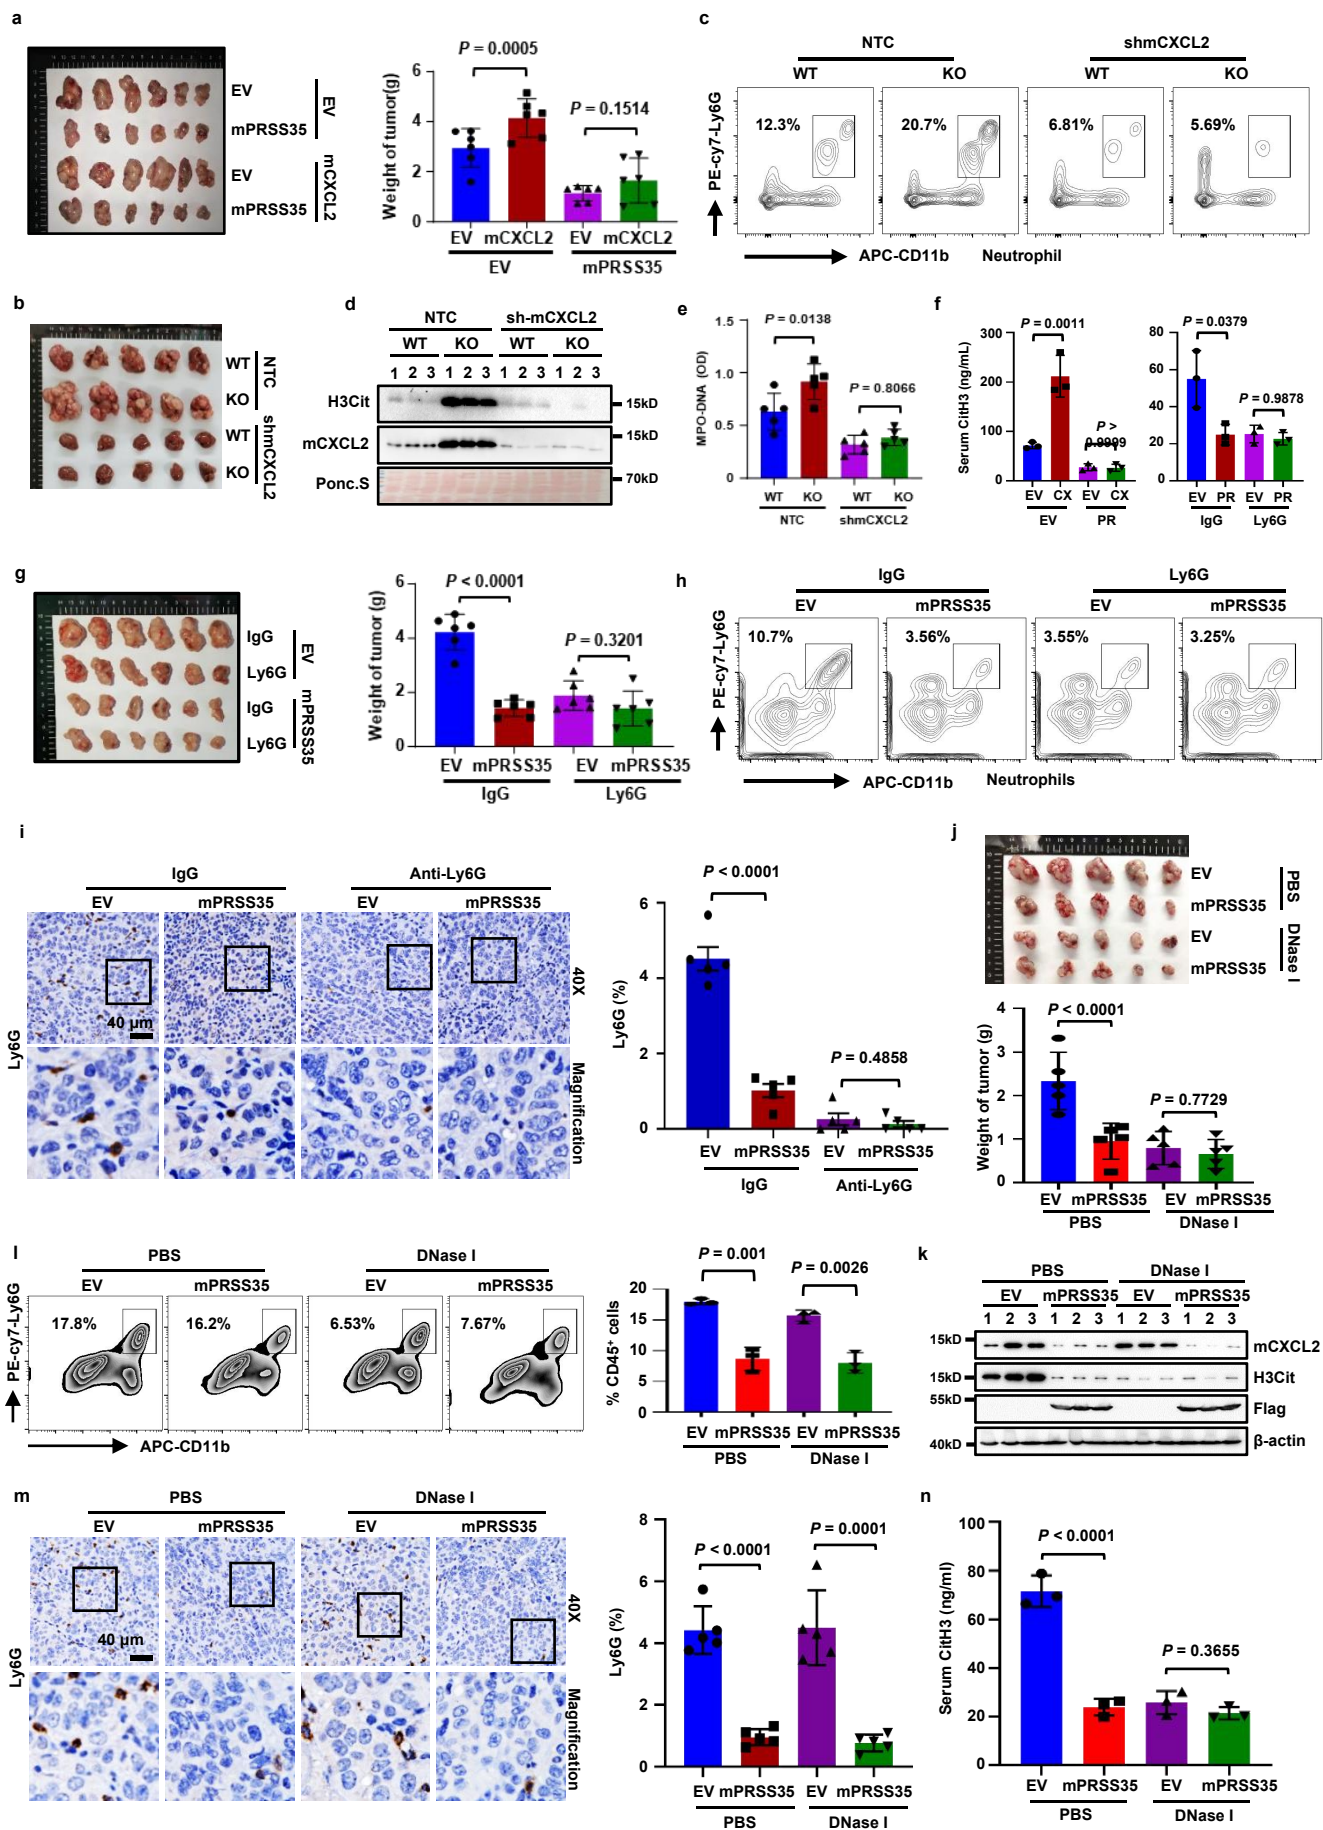 a
EV
mPRSS35
EV
mPRSS35
EV
mCXCL2
Weight of tumor(g)
6
4
2
0
P = 0.0005
P = 0.1514
EV mCXCL2 EV mCXCL2
EV mPRSS35
c
NTC shmCXCL2
WT KO WT KO
12.3% 20.7% 6.81% 5.69%
PE-cy7-Ly6G
APC-CD11b Neutrophil
b
WT
KO
WT
KO
NTC
shmCXCL2
d
NTC sh-mCXCL2
WT KO WT KO
1 2 3 1 2 3 1 2 3 1 2 3
H3Cit 15kD
mCXCL2 15kD
Ponc.S 70kD
e
MPO-DNA (OD)
1.5
1.0
0.5
0
P = 0.0138
P = 0.8066
WT KO WT KO
NTC shmCXCL2
f
Serum CitH3 (ng/mL)
300
200
100
0
P = 0.0011
P >
0.9999
EV CX EV CX
EV PR
80
60
40
20
0
P = 0.0379
P = 0.9878
EV PR EV PR
IgG Ly6G
g
IgG
Ly6G
IgG
Ly6G
EV
mPRSS35
Weight of tumor (g)
6
4
2
0
P < 0.0001
P = 0.3201
EV mPRSS35 EV mPRSS35
IgG Ly6G
h
IgG Ly6G
EV mPRSS35 EV mPRSS35
10.7% 3.56% 3.55% 3.25%
PE-cy7-Ly6G
APC-CD11b Neutrophils
i
IgG Anti-Ly6G
EV mPRSS35 EV mPRSS35
Ly6G
40 μm
40X
Magnification
Ly6G (%)
6
4
2
0
P < 0.0001
P = 0.4858
EV mPRSS35 EV mPRSS35
IgG Anti-Ly6G
j
EV
mPRSS35
EV
mPRSS35
PBS
DNase I
Weight of tumor (g)
4
3
2
1
0
P < 0.0001
P = 0.7729
EV mPRSS35 EV mPRSS35
PBS DNase I
l
PBS DNase I
EV mPRSS35 EV mPRSS35
17.8% 16.2% 6.53% 7.67%
PE-cy7-Ly6G
APC-CD11b
% CD45⁺ cells
20
15
10
5
0
P = 0.001
P = 0.0026
EV mPRSS35 EV mPRSS35
PBS DNase I
k
PBS DNase I
EV mPRSS35 EV mPRSS35
1 2 3 1 2 3 1 2 3 1 2 3
15kD mCXCL2
15kD H3Cit
55kD Flag
40kD β-actin
m
PBS DNase I
EV mPRSS35 EV mPRSS35
Ly6G
40 μm
40X
Magnification
Ly6G (%)
8
6
4
2
0
P < 0.0001
P = 0.0001
EV mPRSS35 EV mPRSS35
PBS DNase I
n
Serum CitH3 (ng/ml)
100
80
60
40
20
0
P < 0.0001
P = 0.3655
EV mPRSS35 EV mPRSS35
PBS DNase I